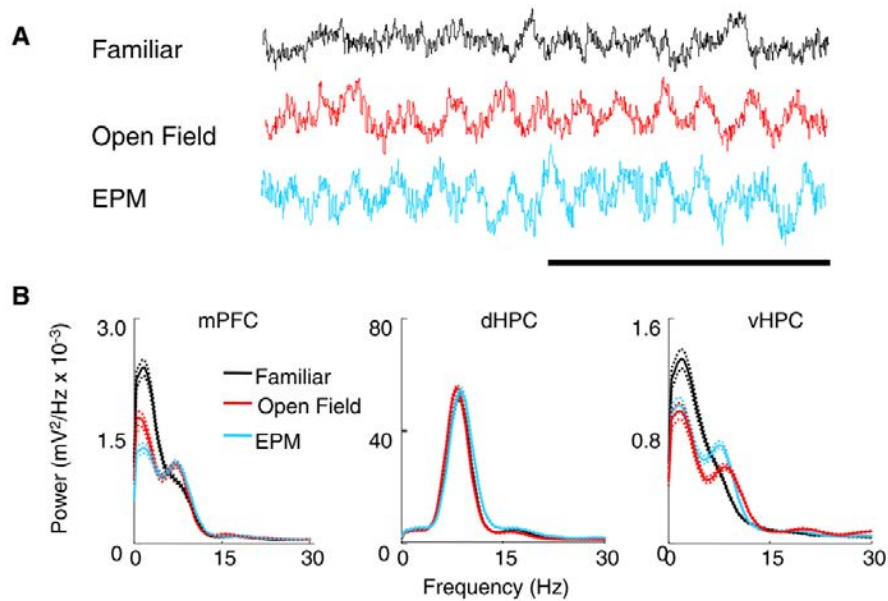 A
Familiar
Open Field
EPM
B
mPFC
dHPC
vHPC
Power (mV²/Hz x 10⁻³)
3.0
1.5
0
0
15
30
Familiar
Open Field
EPM
80
40
0
0
15
30
1.6
0.8
0
0
15
30
Frequency (Hz)